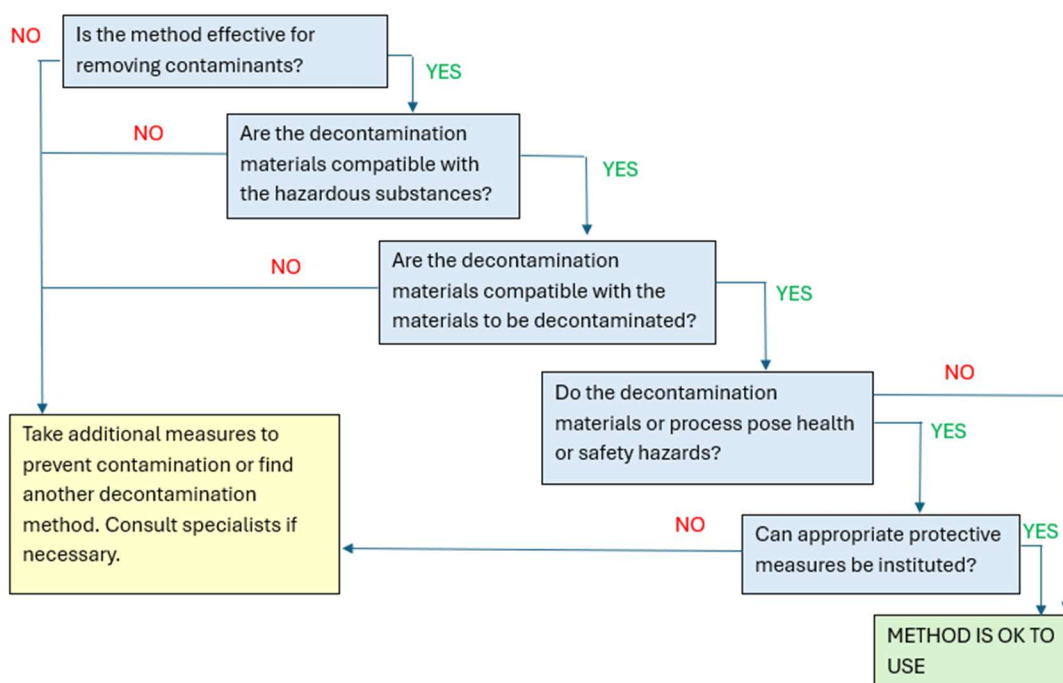 NO
Is the method effective for
removing contaminants?
YES
NO
Are the decontamination
materials compatible with
the hazardous substances?
YES
NO
Are the decontamination
materials compatible with the
materials to be decontaminated?
YES
Do the decontamination
materials or process pose health
or safety hazards?
NO
YES
Take additional measures to
prevent contamination or find
another decontamination
method. Consult specialists if
necessary.
NO
Can appropriate protective
measures be instituted?
YES
METHOD IS OK TO
USE